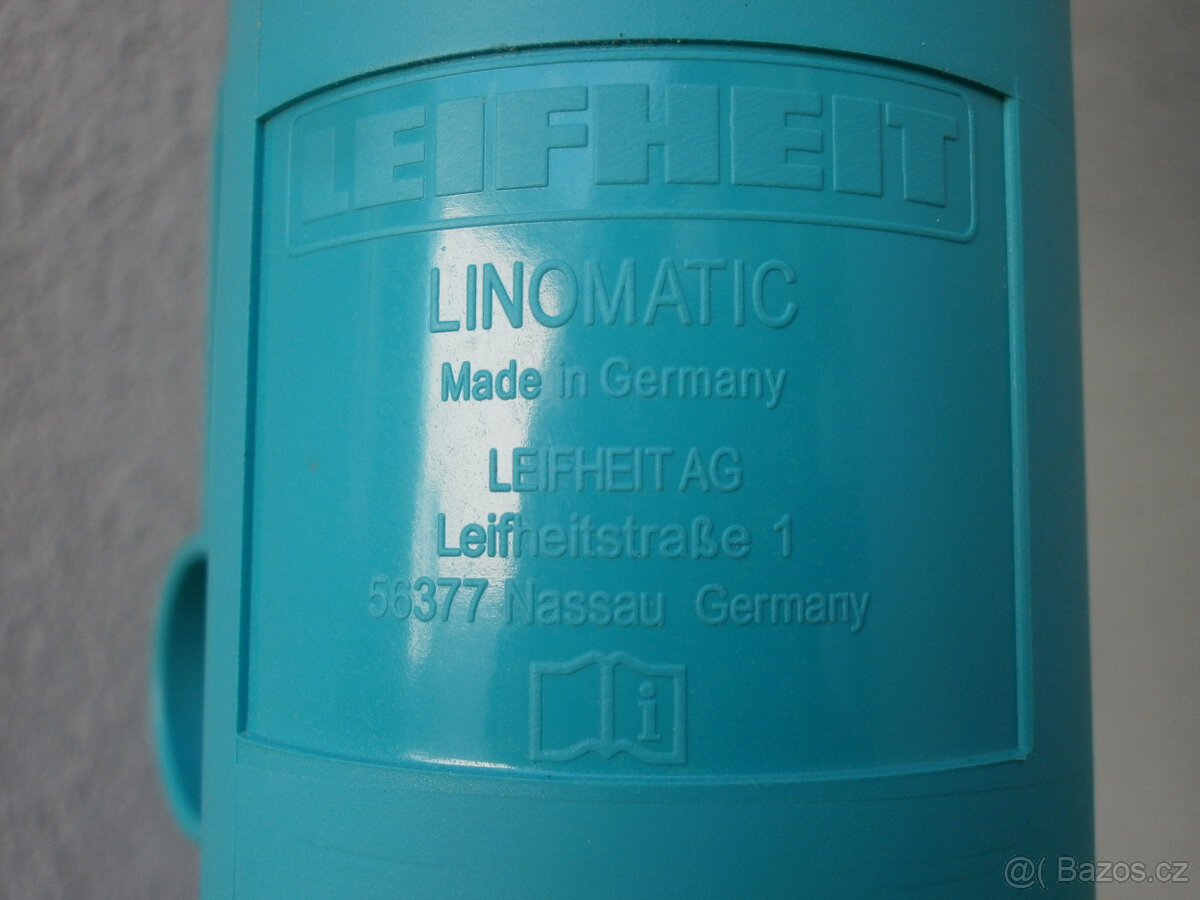 LEIFHEIT
LINOMATIC
Made in Germany
LEIFHEIT AG
Leifheitstraße 1
56377 Nassau Germany
i
@( Bazos.cz